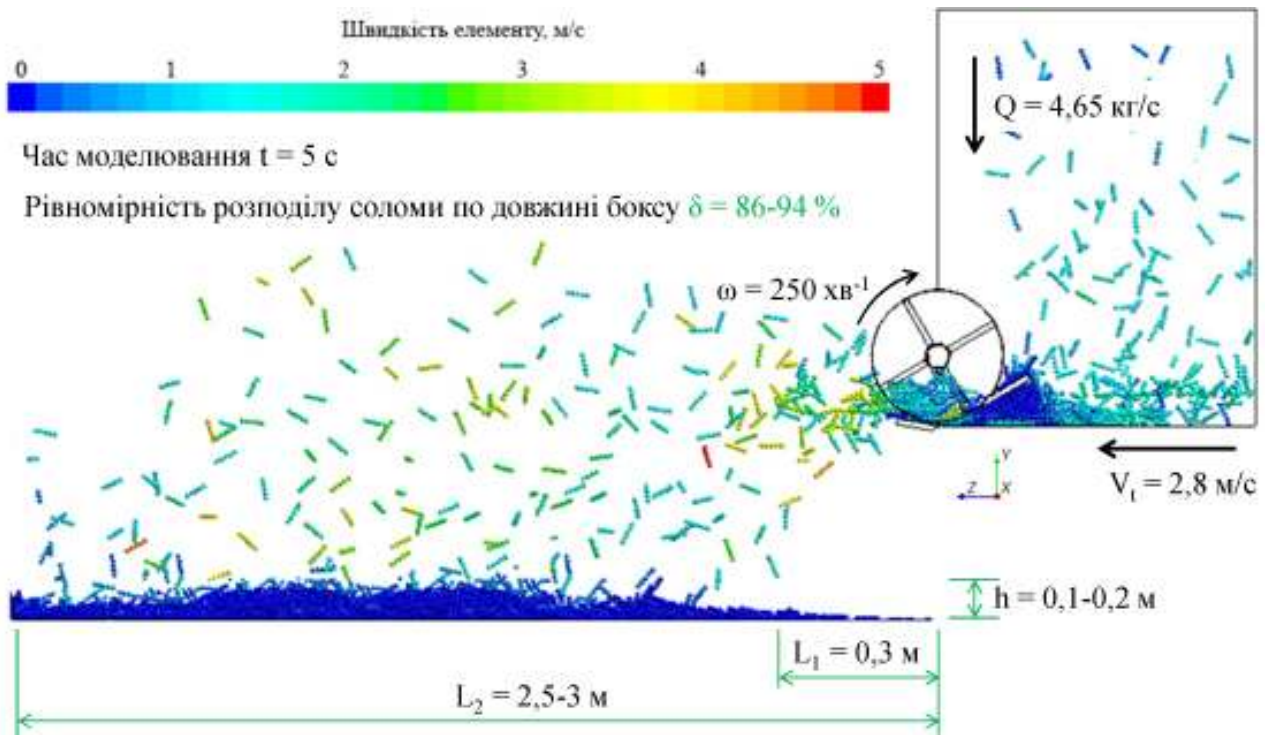 Швидкість елементу, м/с
0 1 2 3 4 5
Час моделювання t = 5 с
Рівномірність розподілу соломи по довжині боксу δ = 86-94 %
Q = 4,65 кг/с
ω = 250 хв⁻¹
Y
Z X
Vₜ = 2,8 м/с
h = 0,1-0,2 м
L₁ = 0,3 м
L₂ = 2,5-3 м